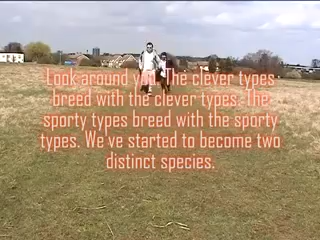 Look around you. The clever types
breed with the clever types. The
sporty types breed with the sporty
types. We've started to become two
distinct species.